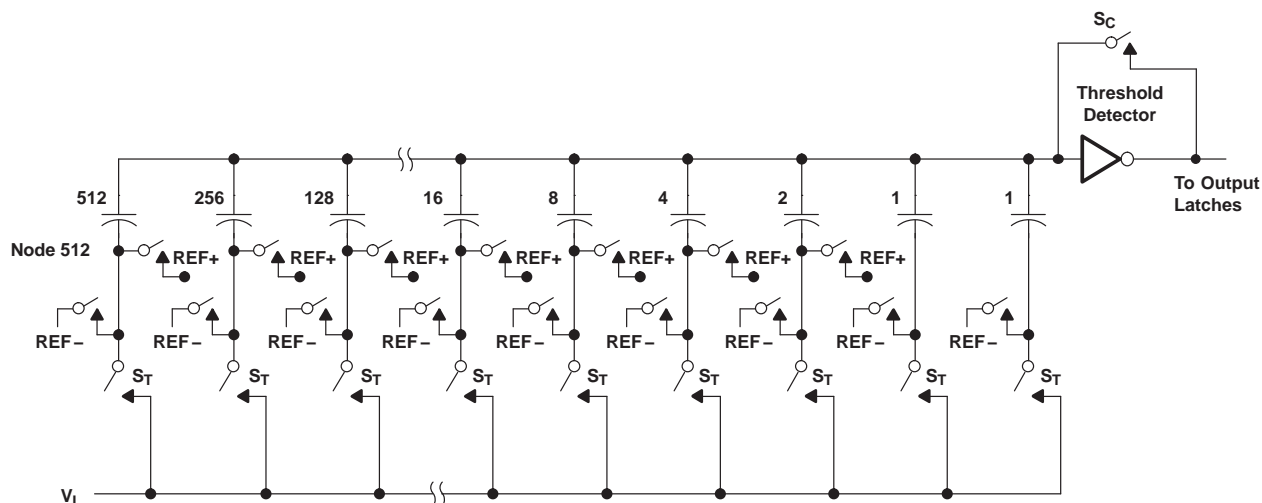 SC
Threshold
Detector
To Output
Latches
512 256 128 16 8 4 2 1 1
Node 512
REF+ REF+ REF+ REF+ REF+ REF+ REF+
REF− REF− REF− REF− REF− REF− REF− REF− REF−
ST ST ST ST ST ST ST ST ST
VI